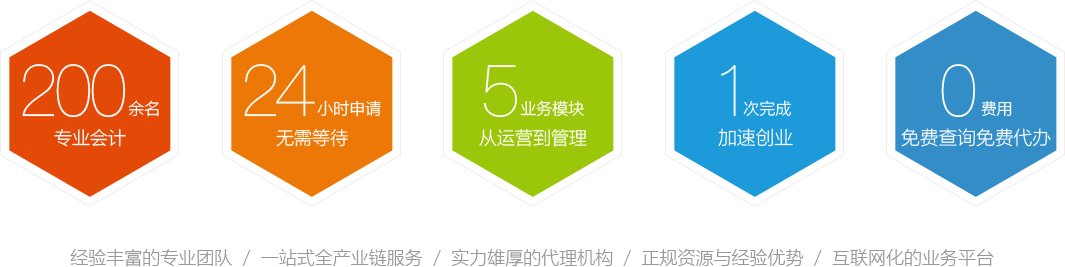 200余名
专业会计
24小时申请
无需等待
5业务模块
从运营到管理
1次完成
加速创业
0费用
免费查询免费代办
经验丰富的专业团队 / 一站式全产业链服务 / 实力雄厚的代理机构 / 正规资源与经验优势 / 互联网化的业务平台